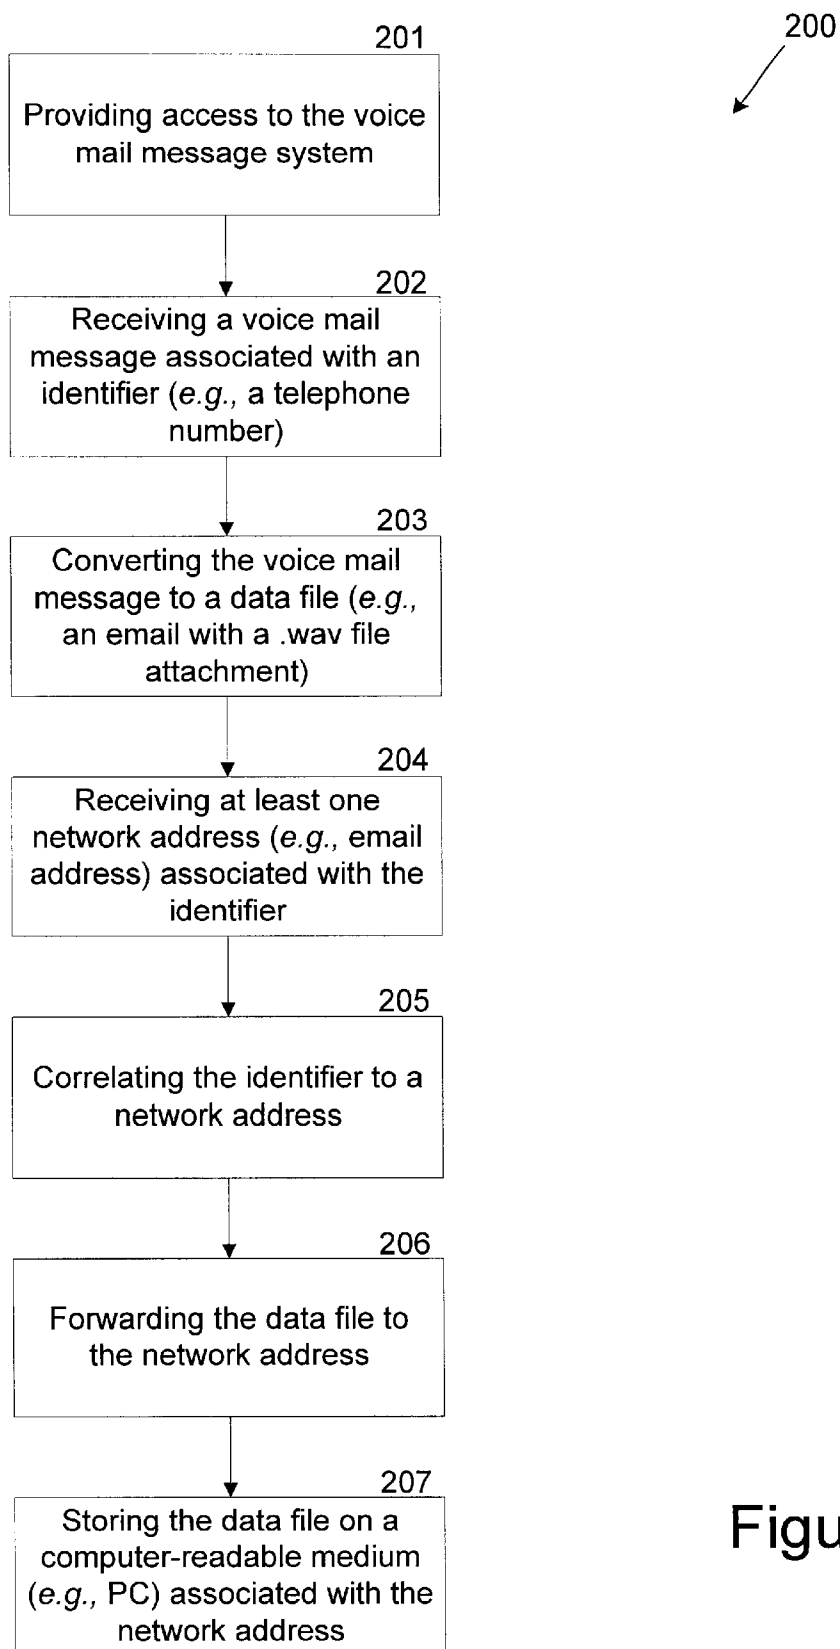 200
201
Providing access to the voice
mail message system
202
Receiving a voice mail
message associated with an
identifier (e.g., a telephone
number)
203
Converting the voice mail
message to a data file (e.g.,
an email with a .wav file
attachment)
204
Receiving at least one
network address (e.g., email
address) associated with the
identifier
205
Correlating the identifier to a
network address
206
Forwarding the data file to
the network address
207
Storing the data file on a
computer-readable medium
(e.g., PC) associated with the
network address
Figu